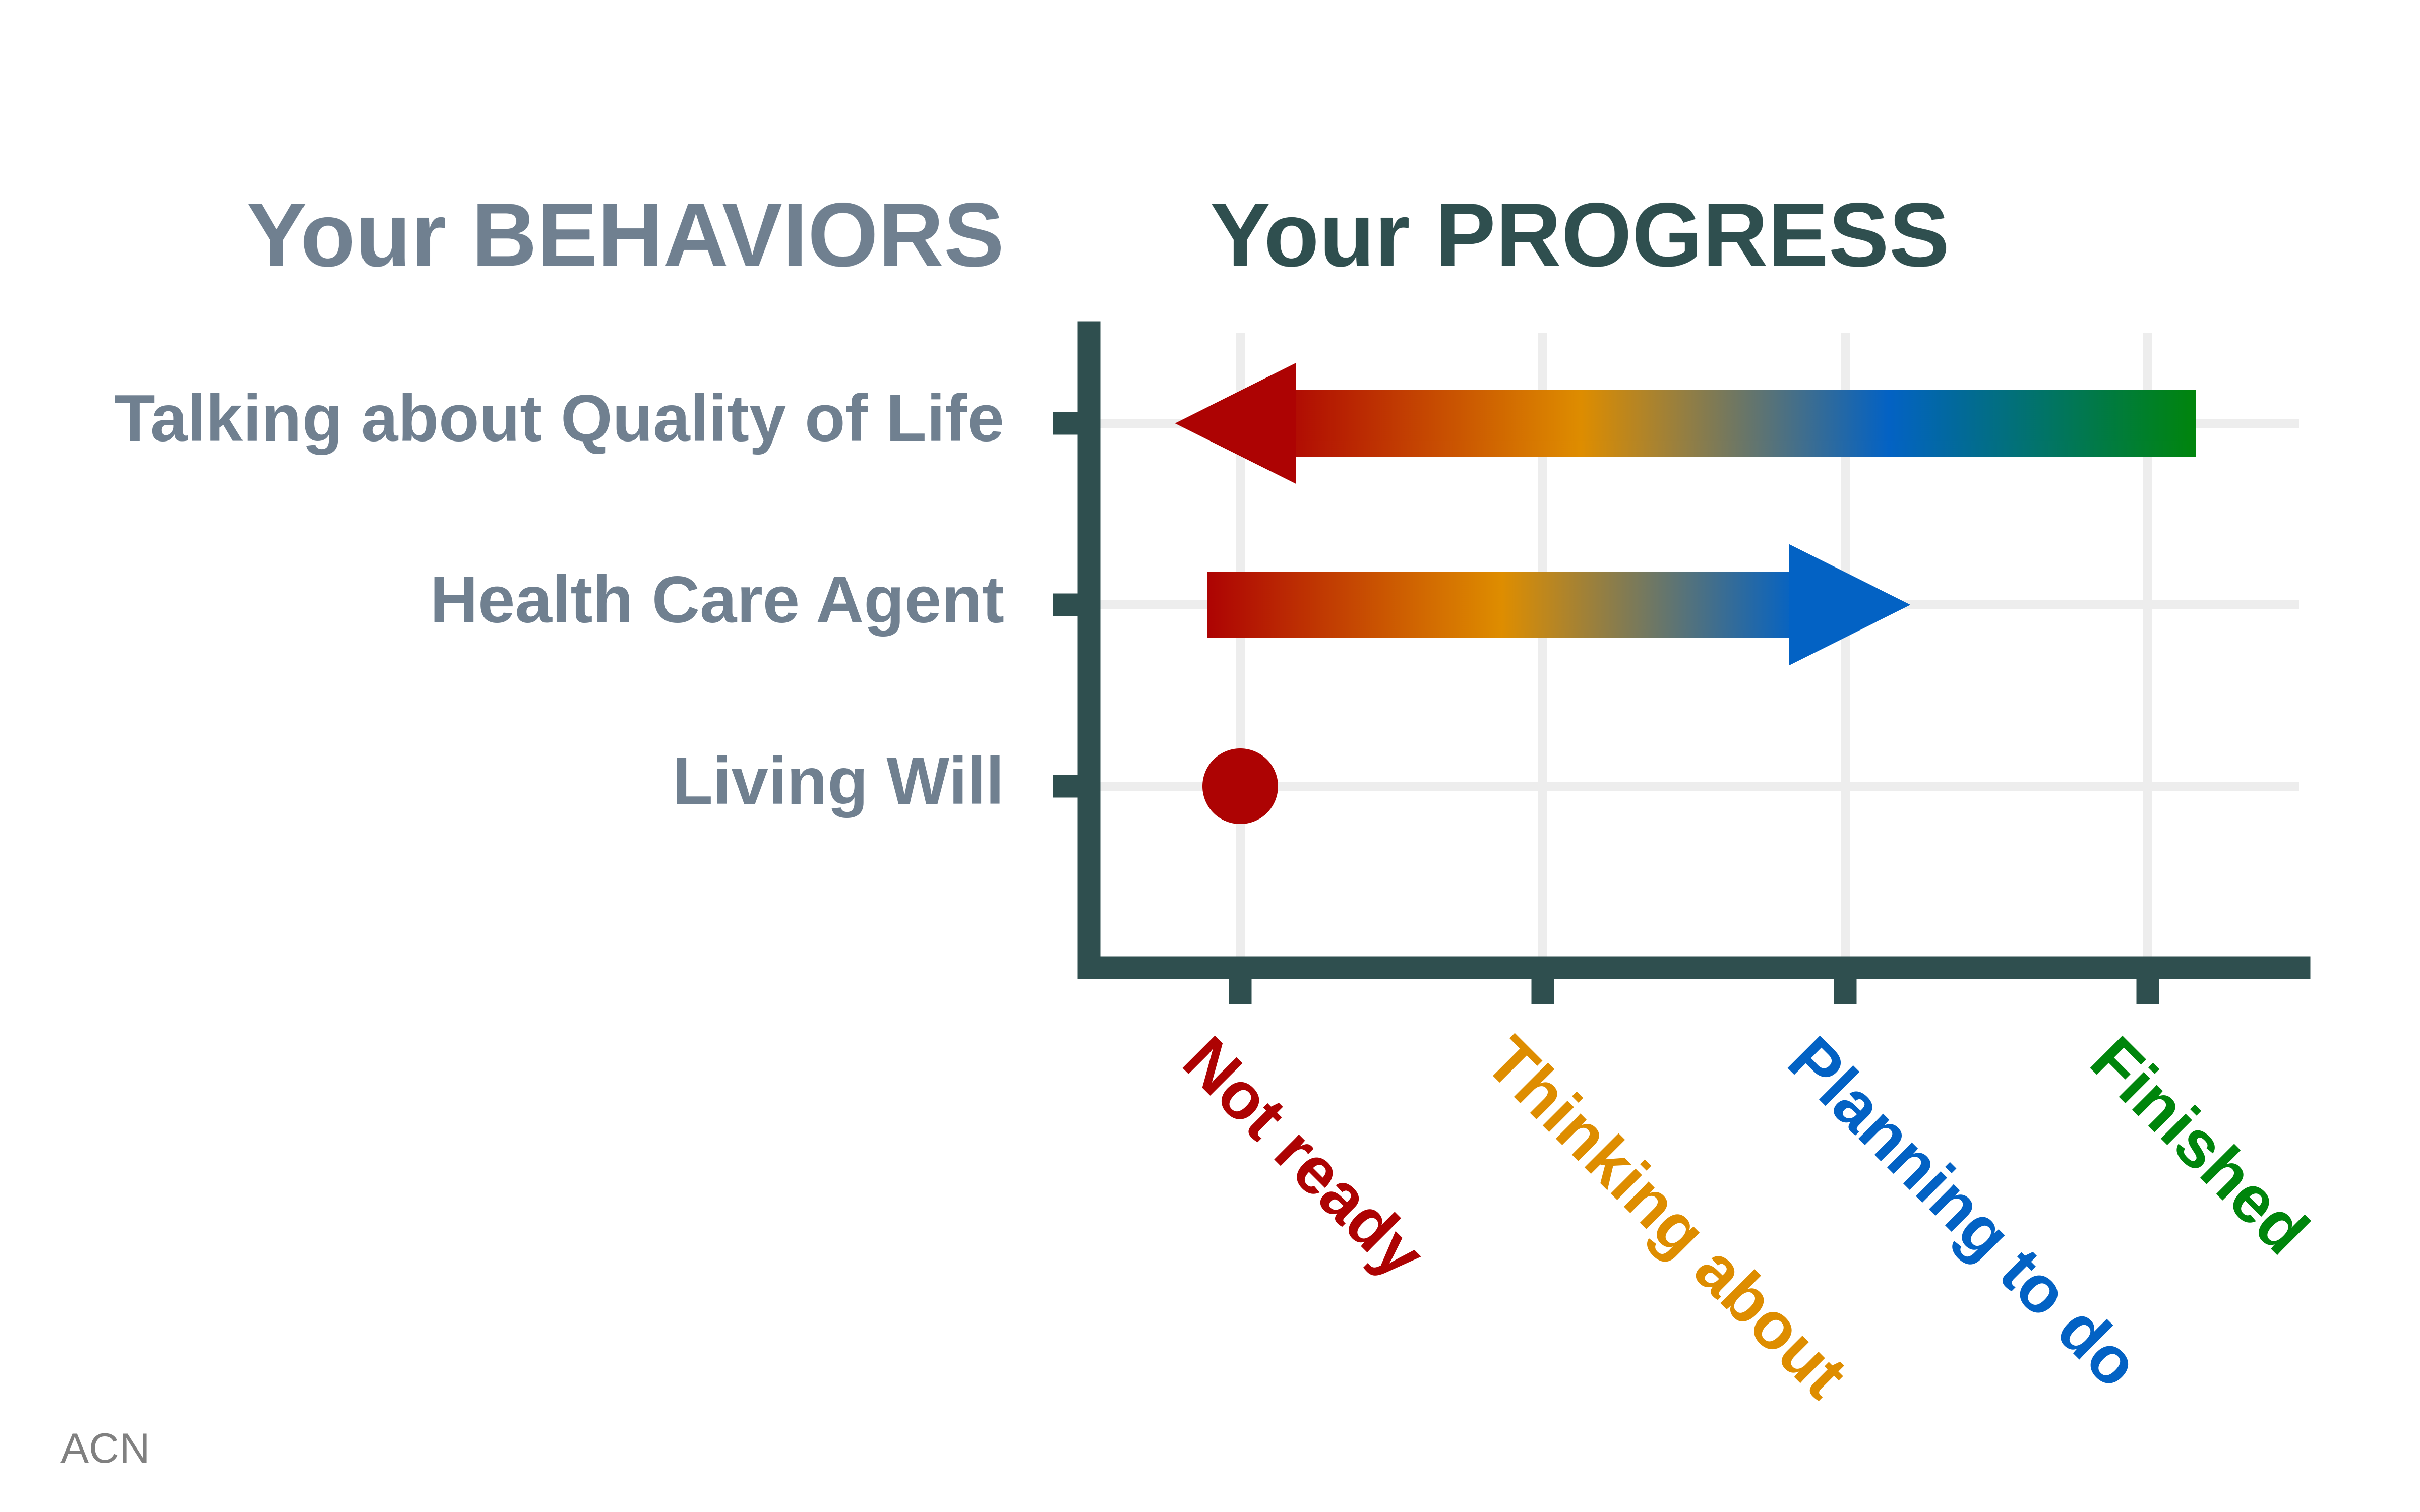 Your BEHAVIORS
Your PROGRESS
Talking about Quality of Life
Health Care Agent
Living Will
Not ready
Thinking about
Planning to do
Finished
ACN